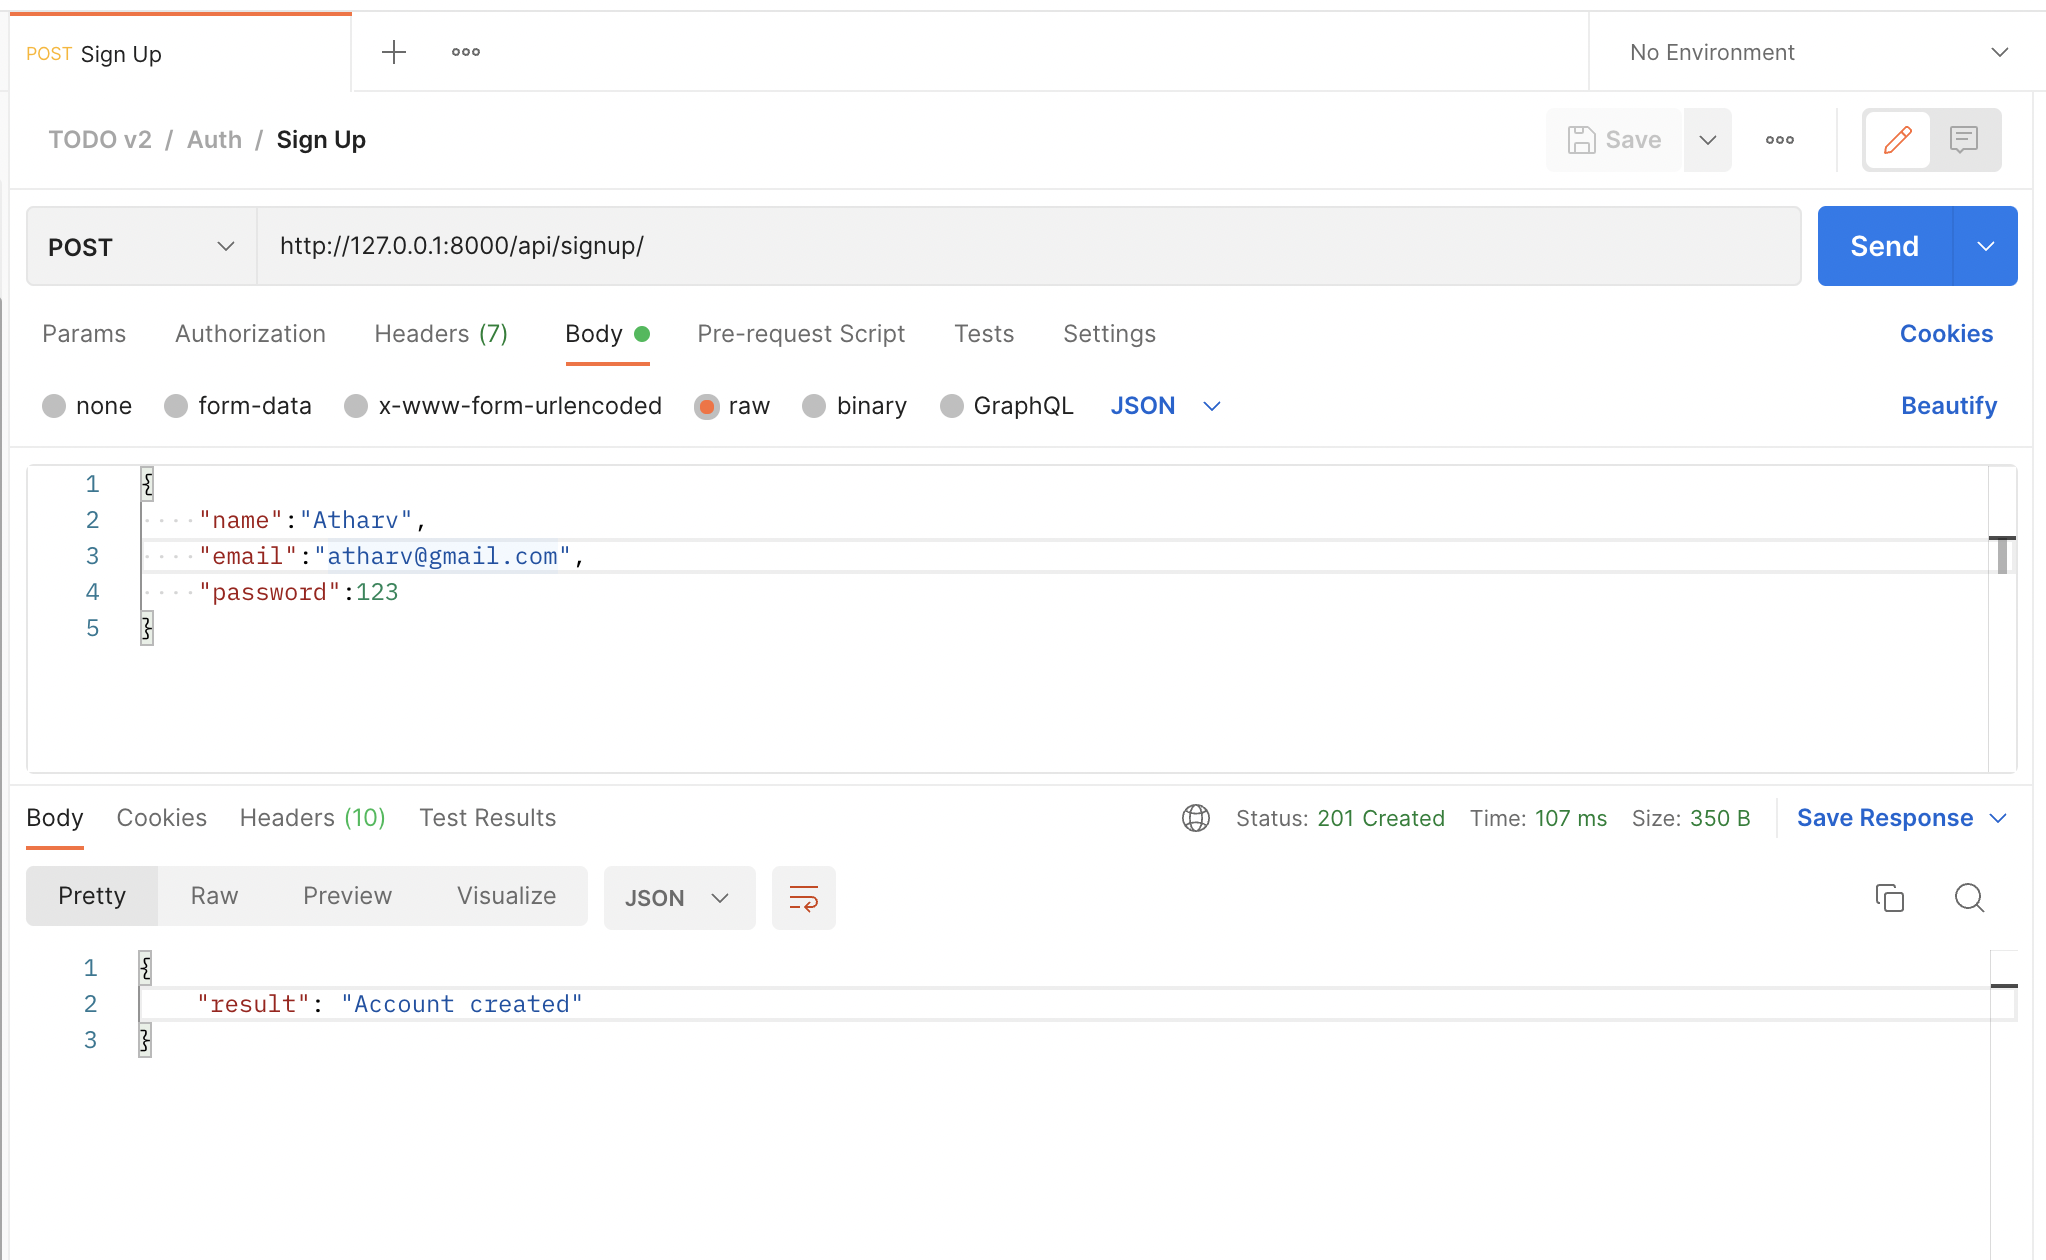 POST Sign Up
No Environment
TODO v2 / Auth / Sign Up
Save
POST http://127.0.0.1:8000/api/signup/ Send
Params Authorization Headers (7) Body Pre-request Script Tests Settings Cookies
none form-data x-www-form-urlencoded raw binary GraphQL JSON Beautify
1 {
2 "name":"Atharv",
3 "email":"atharv@gmail.com",
4 "password":123
5 }
Body Cookies Headers (10) Test Results Status: 201 Created Time: 107 ms Size: 350 B Save Response
Pretty Raw Preview Visualize JSON
1 {
2 "result": "Account created"
3 }